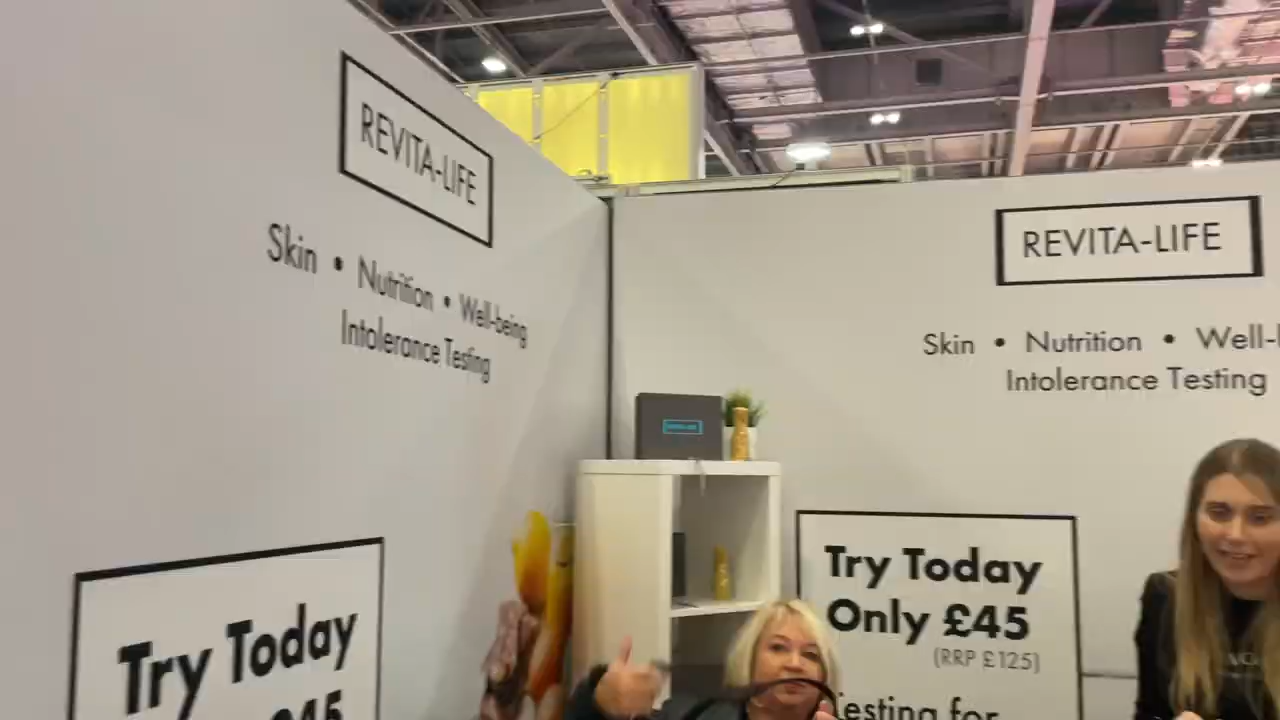 REVITA-LIFE
Skin • Nutrition • Well-being
Intolerance Testing
Try Today
£45
REVITA-LIFE
Skin • Nutrition • Well-
Intolerance Testing
Try Today
Only £45
(RRP £125)
Testing for